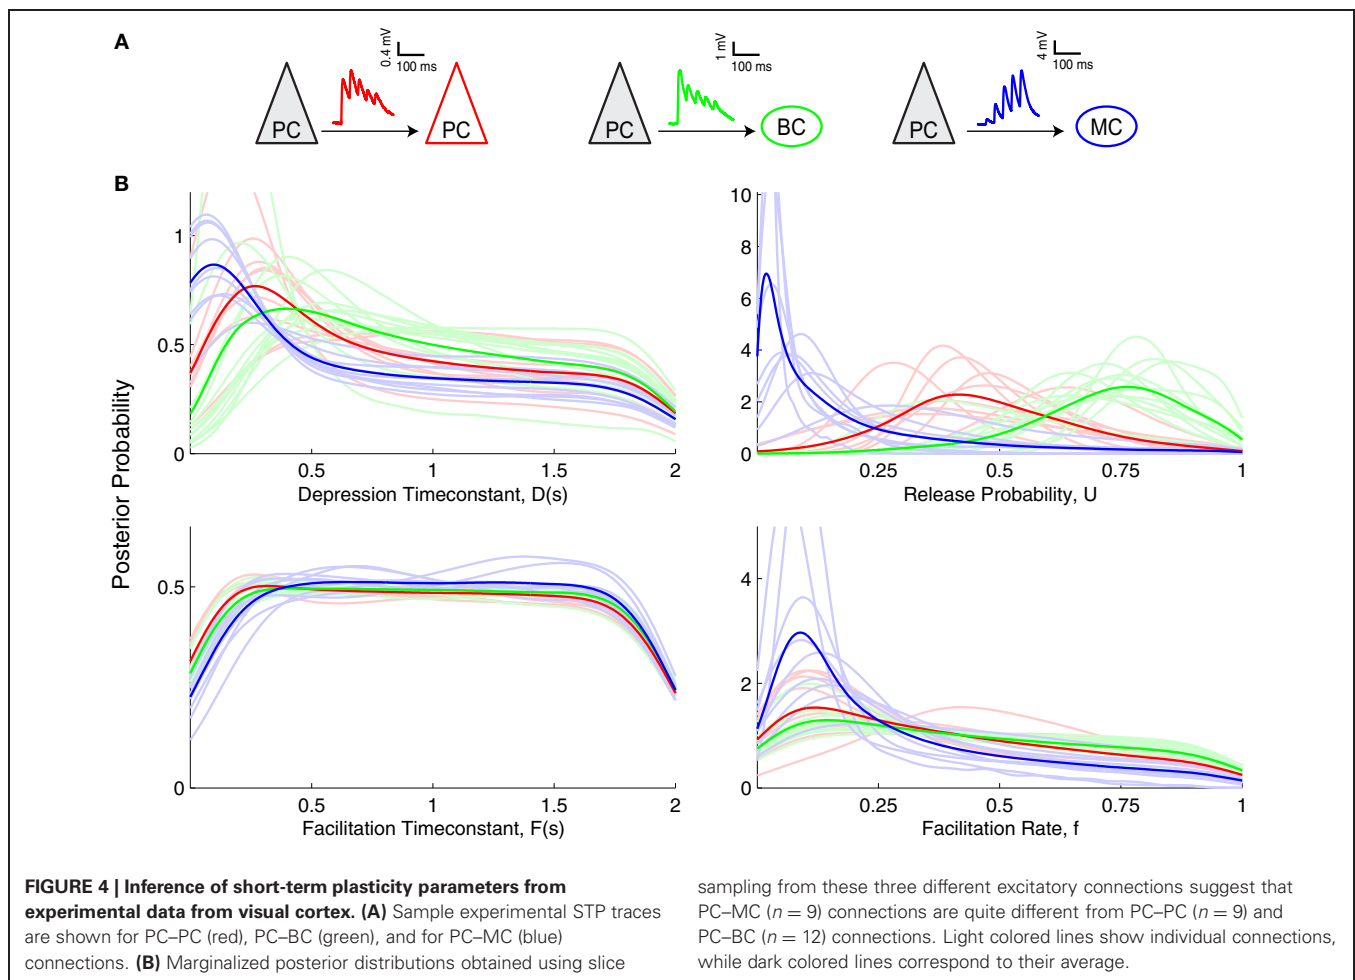 A
0.4 mV
100 ms
1 mV
100 ms
4 mV
100 ms
PC
PC
PC
BC
PC
MC
B
Posterior Probability
1
0.5
0
0.5
1
1.5
2
Depression Timeconstant, D(s)
10
8
6
4
2
0
0.25
0.5
0.75
1
Release Probability, U
0.5
0
0.5
1
1.5
2
Facilitation Timeconstant, F(s)
4
2
0
0.25
0.5
0.75
1
Facilitation Rate, f
FIGURE 4 | Inference of short-term plasticity parameters from
experimental data from visual cortex. (A) Sample experimental STP traces
are shown for PC–PC (red), PC–BC (green), and for PC–MC (blue)
connections. (B) Marginalized posterior distributions obtained using slice
sampling from these three different excitatory connections suggest that
PC–MC (n = 9) connections are quite different from PC–PC (n = 9) and
PC–BC (n = 12) connections. Light colored lines show individual connections,
while dark colored lines correspond to their average.